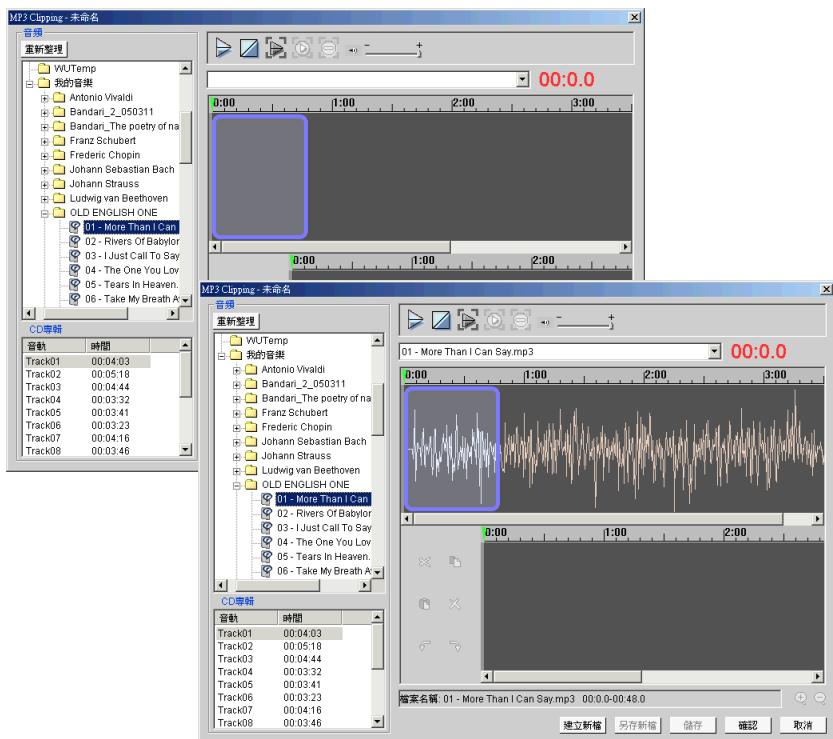 MP3 Clipping - 未命名
音頻
重新整理
WUTemp
我的音樂
Antonio Vivaldi
Bandari_2_050311
Bandari_The poetry of na
Franz Schubert
Frederic Chopin
Johann Sebastian Bach
Johann Strauss
Ludwig van Beethoven
OLD ENGLISH ONE
01 - More Than I Can
02 - Rivers Of Babylor
03 - I Just Call To Say
04 - The One You Lov
05 - Tears In Heaven.
06 - Take My Breath A
CD專輯
音軌 時間
Track01 00:04:03
Track02 00:05:18
Track03 00:04:44
Track04 00:03:32
Track05 00:03:41
Track06 00:03:23
Track07 00:04:16
Track08 00:03:46
- +
00:0.0
0:00 1:00 2:00 3:00
0:00 1:00 2:00
MP3 Clipping - 未命名
音頻
重新整理
WUTemp
我的音樂
Antonio Vivaldi
Bandari_2_050311
Bandari_The poetry of na
Franz Schubert
Frederic Chopin
Johann Sebastian Bach
Johann Strauss
Ludwig van Beethoven
OLD ENGLISH ONE
01 - More Than I Can
02 - Rivers Of Babylor
03 - I Just Call To Say
04 - The One You Lov
05 - Tears In Heaven.
06 - Take My Breath A
CD專輯
音軌 時間
Track01 00:04:03
Track02 00:05:18
Track03 00:04:44
Track04 00:03:32
Track05 00:03:41
Track06 00:03:23
Track07 00:04:16
Track08 00:03:46
- +
01 - More Than I Can Say.mp3 00:0.0
0:00 1:00 2:00 3:00
0:00 1:00 2:00
檔案名稱: 01 - More Than I Can Say.mp3 00:0.0-00:48.0
建立新檔 另存新檔 儲存 確認 取消